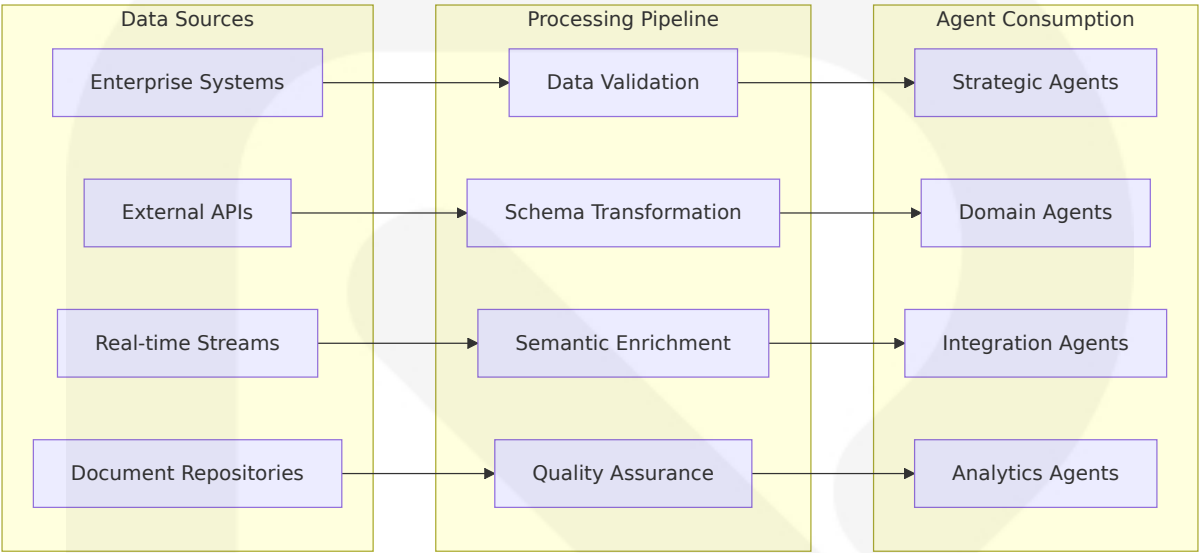 Data Sources
Processing Pipeline
Agent Consumption
Enterprise Systems
Data Validation
Strategic Agents
External APIs
Schema Transformation
Domain Agents
Real-time Streams
Semantic Enrichment
Integration Agents
Document Repositories
Quality Assurance
Analytics Agents